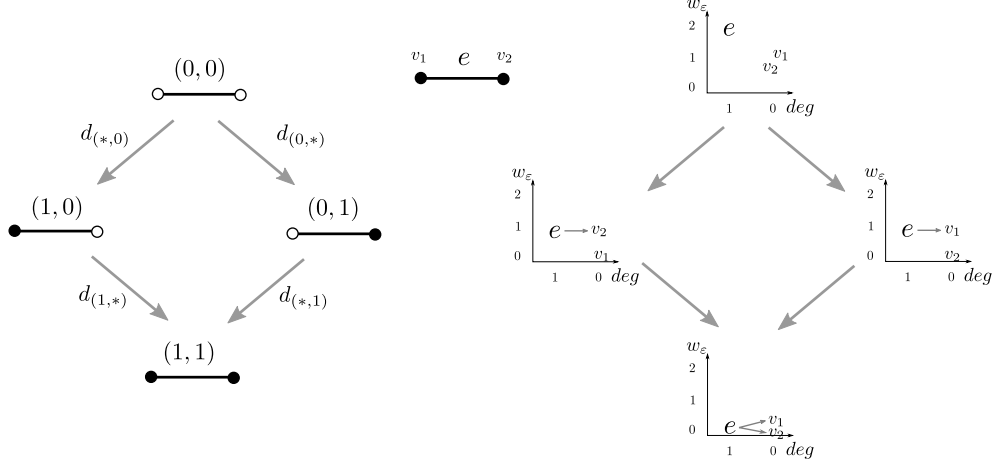 (0, 0)
d(∗,0)
d(0,∗)
(1, 0)
(0, 1)
d(1,∗)
d(∗,1)
(1, 1)
v1 e v2
wε
2
e
1
v1
v2
0
1 0 deg
wε
2
1
e v2
0
v1
1 0 deg
wε
2
1
e v1
0
v2
1 0 deg
wε
2
1
v1
0
e
v2
1 0 deg